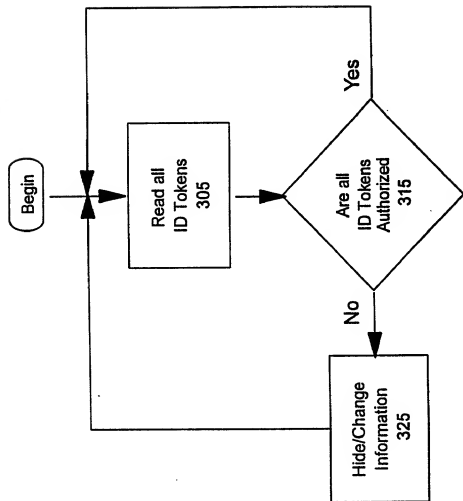 Begin
Read all
ID Tokens
305
Are all
ID Tokens
Authorized
315
Yes
No
Hide/Change
Information
325